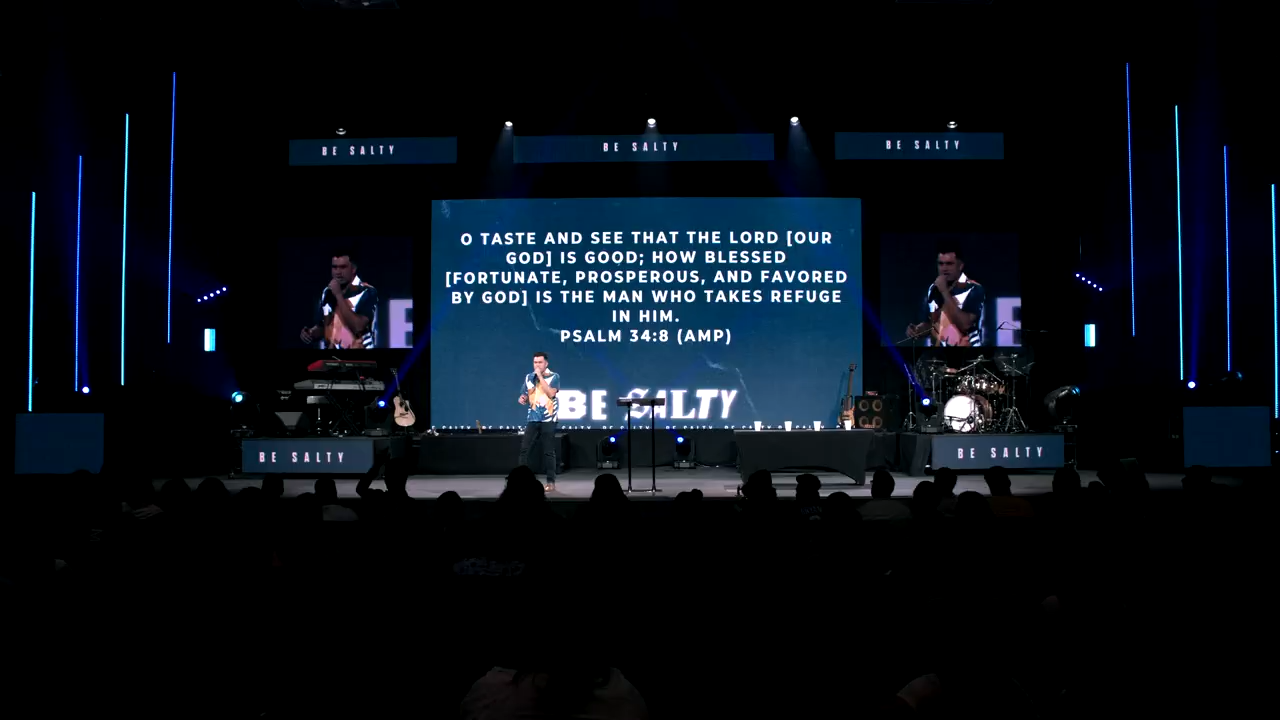 BE SALTY
BE SALTY
BE SALTY
O TASTE AND SEE THAT THE LORD [OUR
GOD] IS GOOD; HOW BLESSED
[FORTUNATE, PROSPEROUS, AND FAVORED
BY GOD] IS THE MAN WHO TAKES REFUGE
IN HIM.
PSALM 34:8 (AMP)
BE SALTY
BE SALTY
BE SALTY